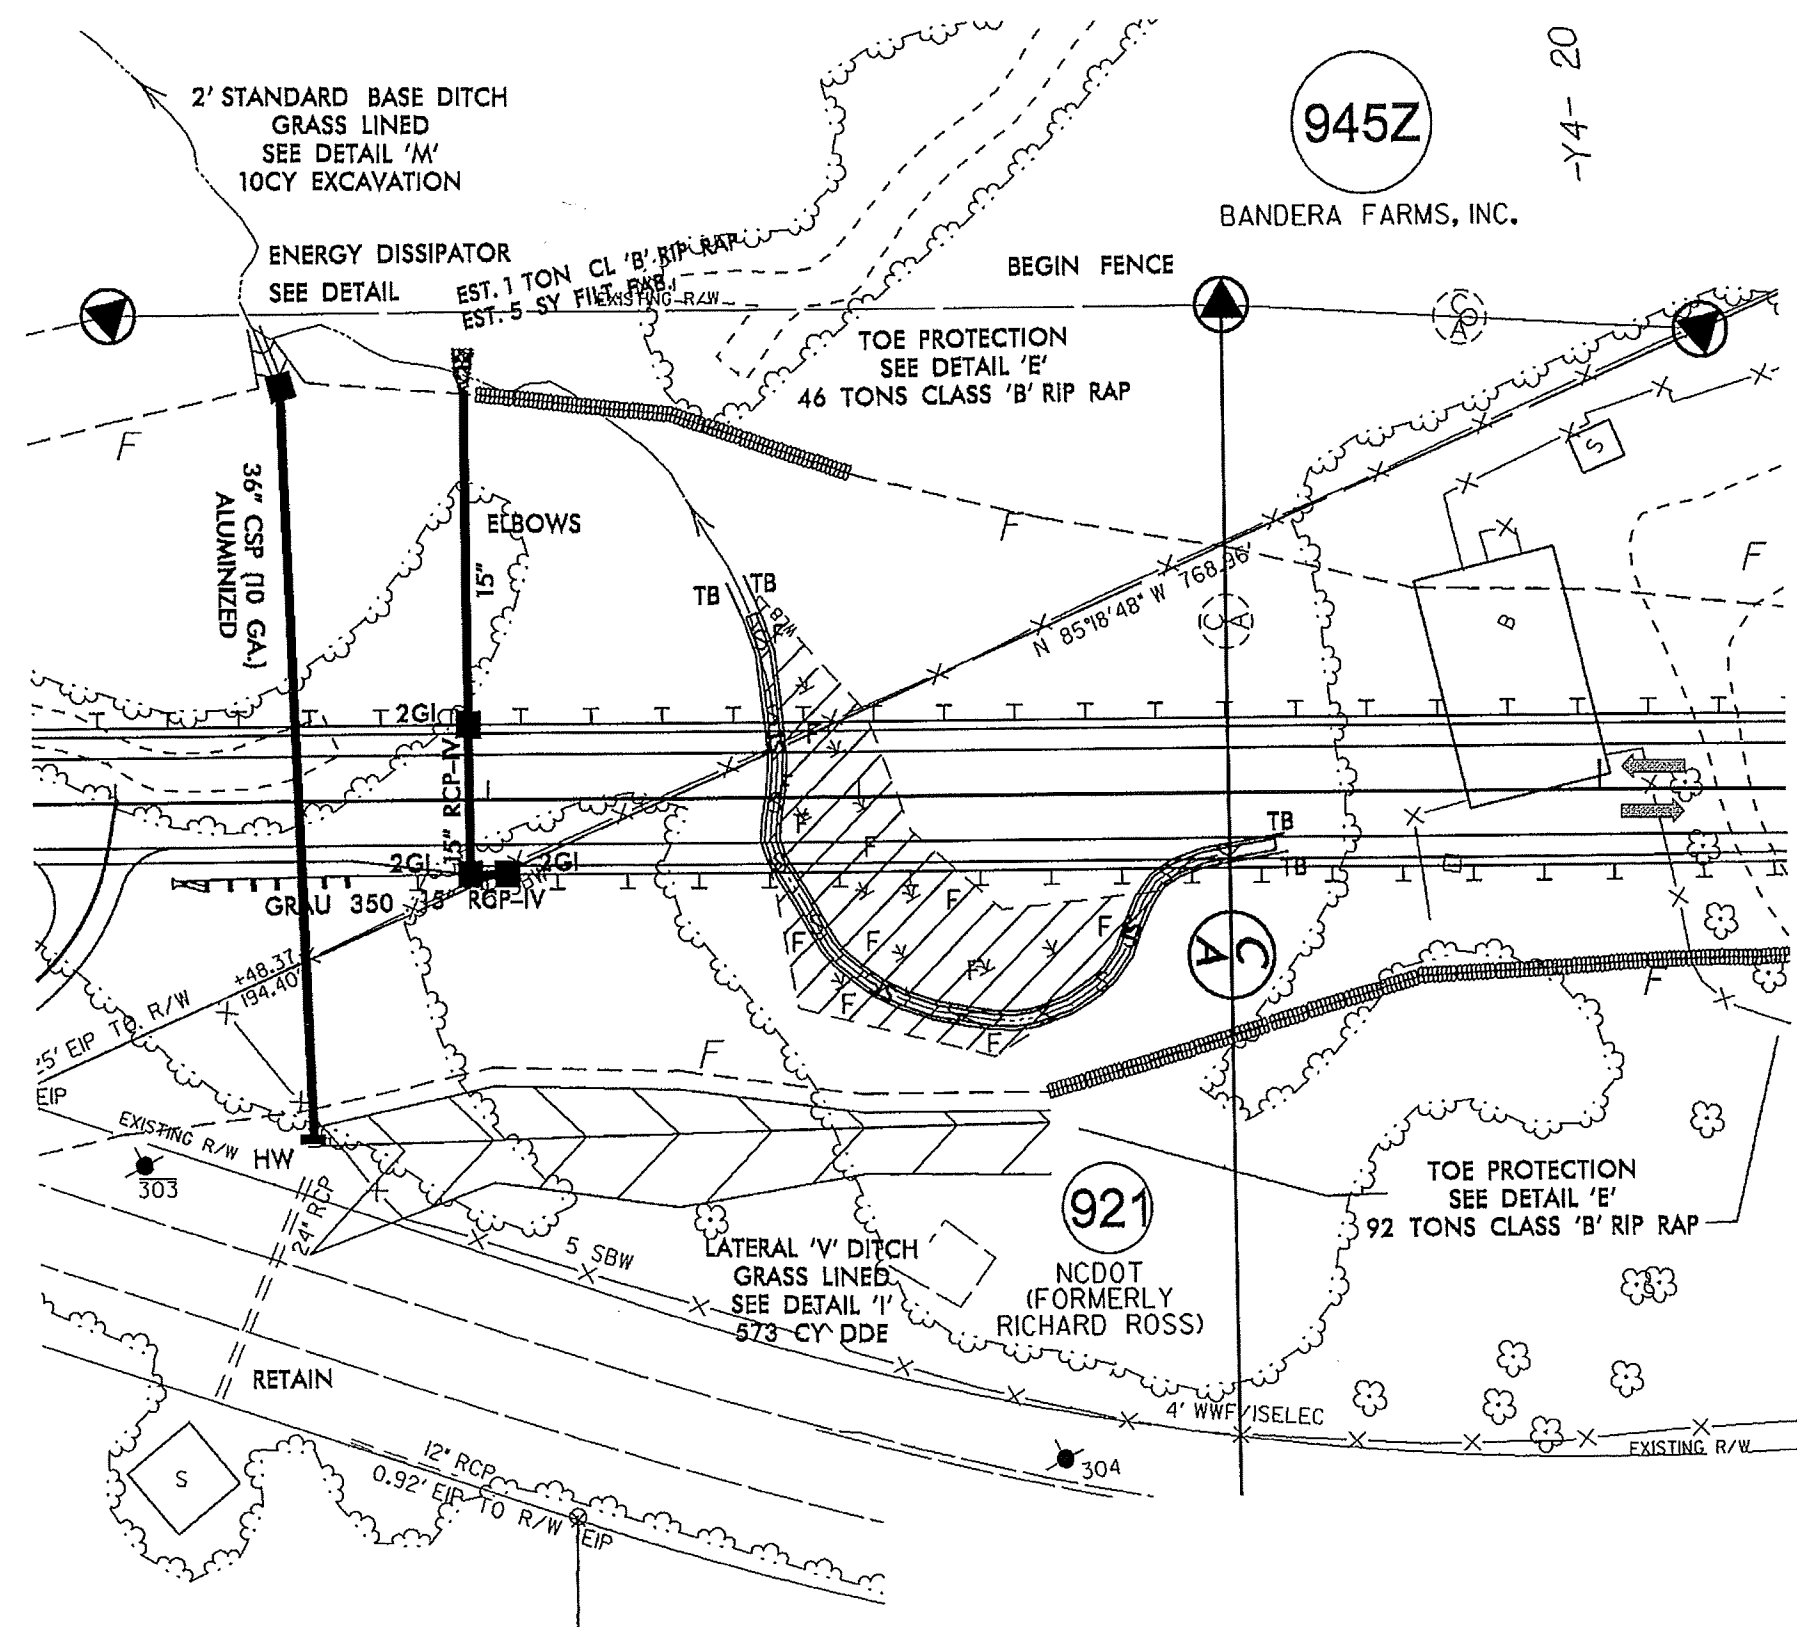 2' STANDARD BASE DITCH
GRASS LINED
SEE DETAIL 'M'
10CY EXCAVATION
945Z
BANDERA FARMS, INC.
-Y4- 20
ENERGY DISSIPATOR
SEE DETAIL
EST. 1 TON CL 'B' RIP RAP
EST. 5 SY FILT. FAB.
EXISTING R/W
BEGIN FENCE
C
A
TOE PROTECTION
SEE DETAIL 'E'
46 TONS CLASS 'B' RIP RAP
F
S
36" CSP (10 GA.)
ALUMINIZED
ELBOWS
15"
F
F
TB
TB
WLB
N 85°18'48" W 768.96'
C
A
B
2GI
15" RCP-IV
F
F
F
TB
TB
2GI
2GI
GRAU 350
15" RCP-IV
F
F
F
F
F
F
F
F
C
A
+48.37
194.40'
EIP TO R/W
EIP
F
EXISTING R/W
HW
303
24" RCP
5 SBW
921
NCDOT
(FORMERLY
RICHARD ROSS)
LATERAL 'V' DITCH
GRASS LINED
SEE DETAIL 'I'
573 CY DDE
TOE PROTECTION
SEE DETAIL 'E'
92 TONS CLASS 'B' RIP RAP
RETAIN
4' WWF/1SELEC
EXISTING R/W
S
12" RCP
0.92' EIP TO R/W
EIP
304